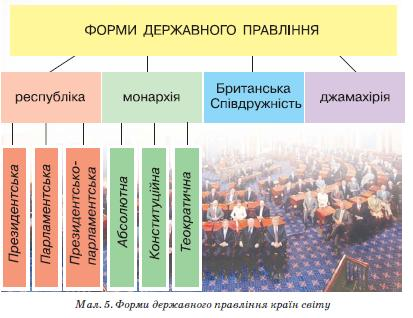 ФОРМИ ДЕРЖАВНОГО ПРАВЛІННЯ
республіка
монархія
Британська
Співдружність
джамахірія
Президентська
Парламентська
Президентсько-
парламентська
Абсолютна
Конституційна
Теократична
Мал. 5. Форми державного правління країн світу